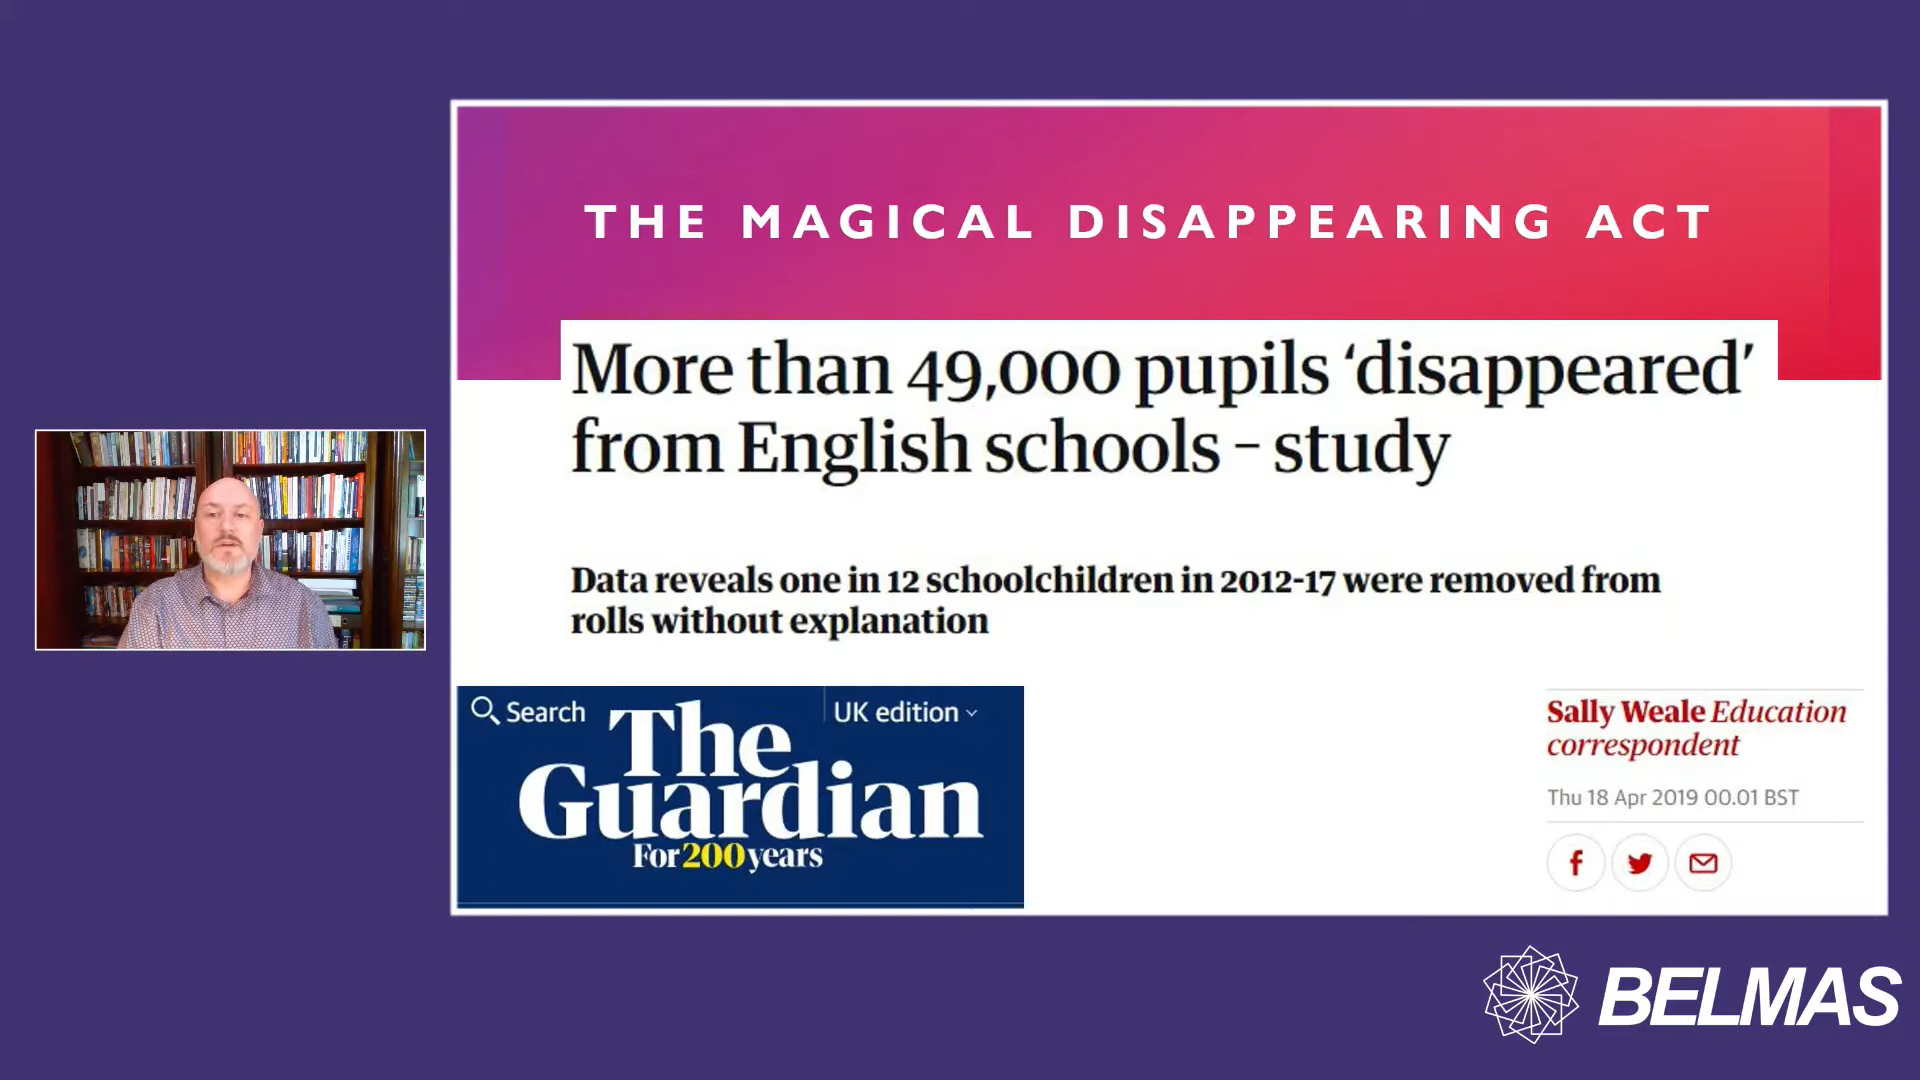 THE MAGICAL DISAPPEARING ACT
More than 49,000 pupils ‘disappeared’
from English schools – study
Data reveals one in 12 schoolchildren in 2012-17 were removed from
rolls without explanation
Search
UK edition
The
Guardian
For 200 years
Sally Weale Education
correspondent
Thu 18 Apr 2019 00.01 BST
BELMAS